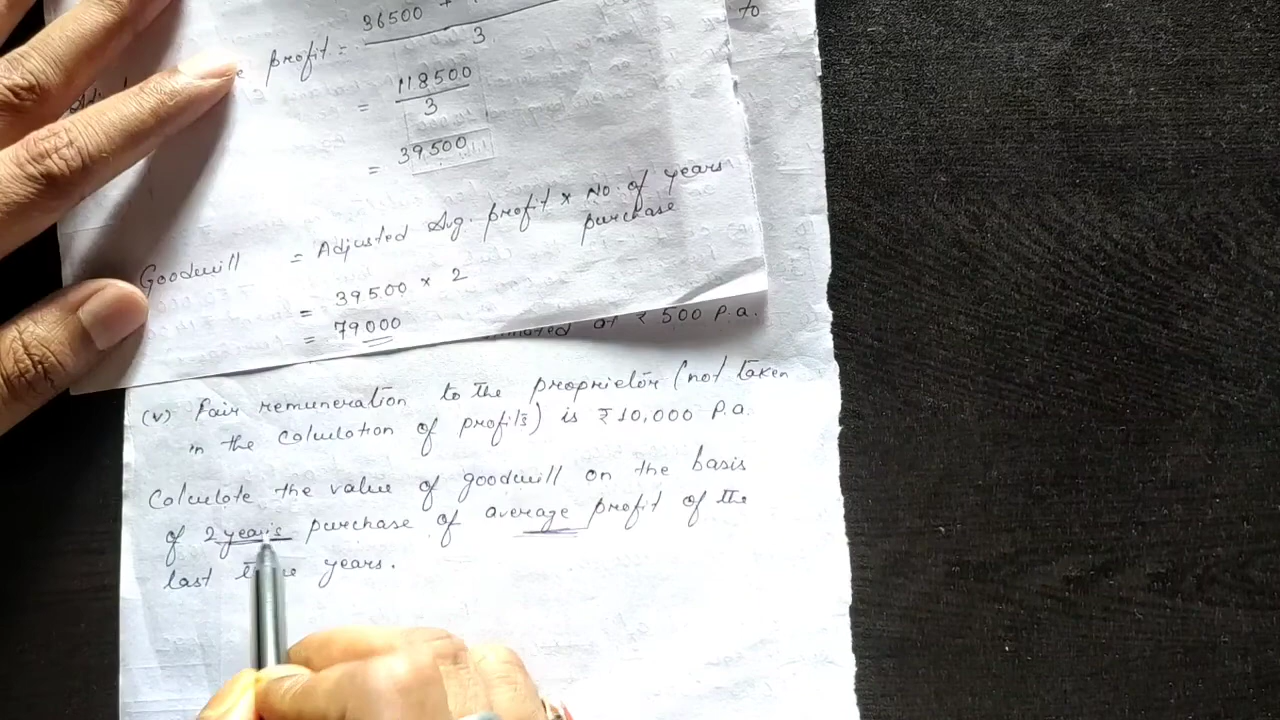 36500 +
to
profit = 3
= 118500
3
= 39500
Goodwill = Adjusted Avg. profit x No. of years
purchase
= 39500 x 2
= 79000
at ₹ 500 P.a.
(v) Fair remuneration to the proprietor (not taken
in the calculation of profits) is ₹10,000 P.a.
Calculate the value of goodwill on the basis
of 2 year's purchase of average profit of the
last years.